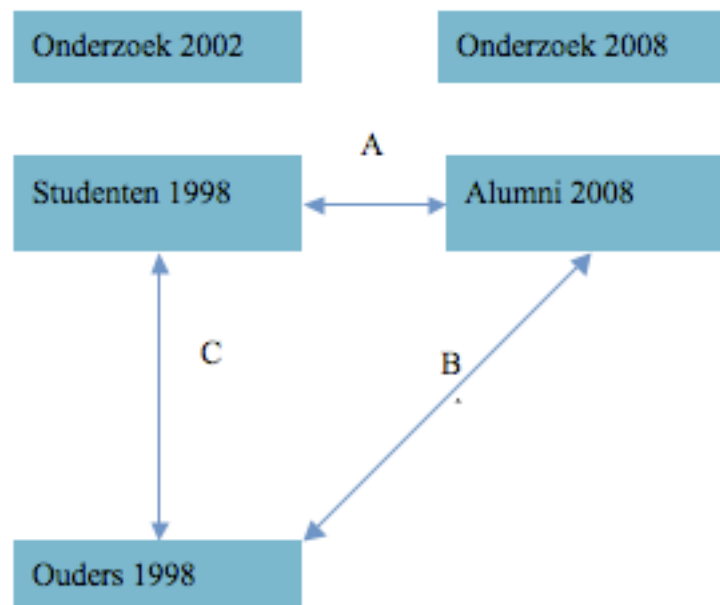 Onderzoek 2002
Onderzoek 2008
A
Studenten 1998
Alumni 2008
C
B
Ouders 1998